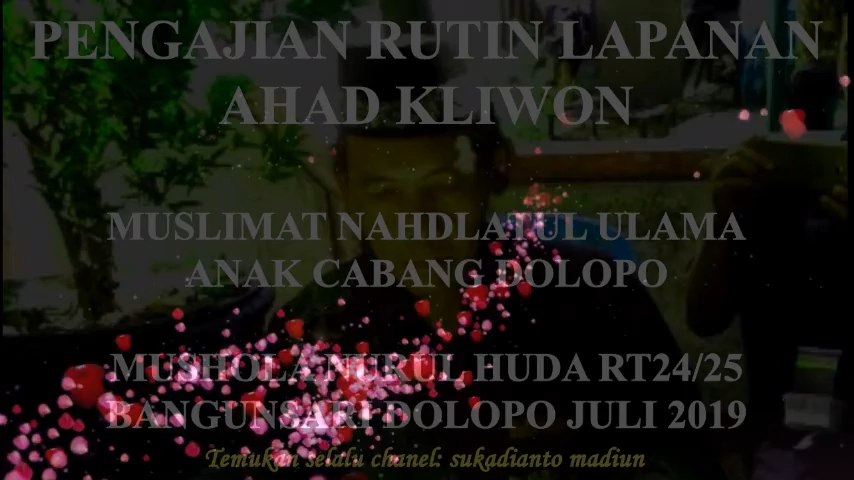 PENGAJIAN RUTIN LAPANAN
AHAD KLIWON
MUSLIMAT NAHDLATUL ULAMA
ANAK CABANG DOLOPO
MUSHOLA NURUL HUDA RT24/25
BANGUNSARI DOLOPO JULI 2019
Temukan selalu chanel: sukadianto madiun